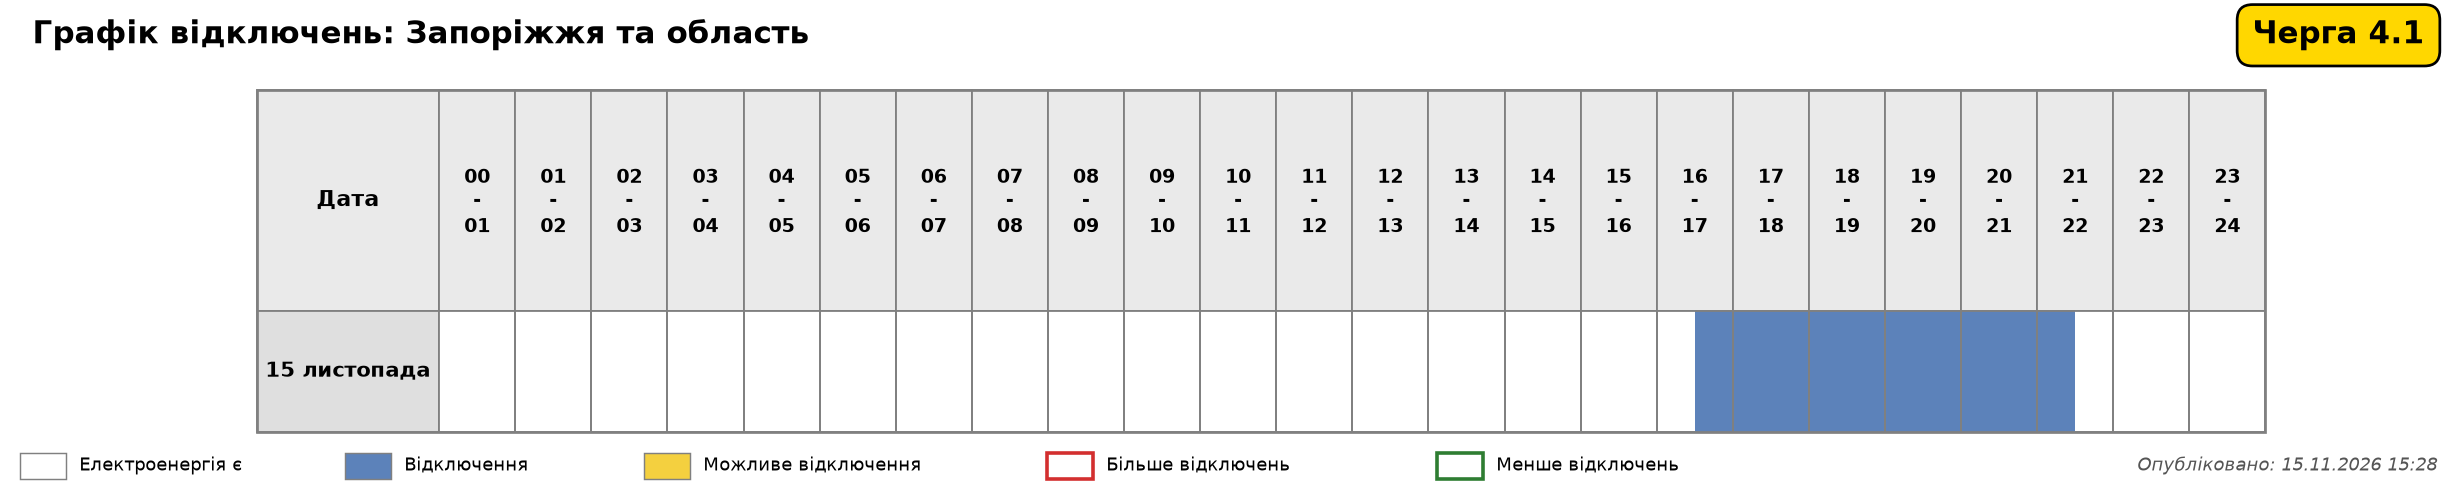 Графік відключень: Запоріжжя та область
Черга 4.1
Дата
00 - 01
01 - 02
02 - 03
03 - 04
04 - 05
05 - 06
06 - 07
07 - 08
08 - 09
09 - 10
10 - 11
11 - 12
12 - 13
13 - 14
14 - 15
15 - 16
16 - 17
17 - 18
18 - 19
19 - 20
20 - 21
21 - 22
22 - 23
23 - 24
15 листопада
Електроенергія є
Відключення
Можливе відключення
Більше відключень
Менше відключень
Опубліковано: 15.11.2026 15:28